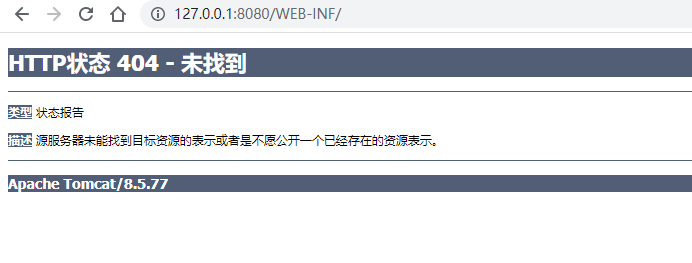 127.0.0.1:8080/WEB-INF/
HTTP状态 404 - 未找到
类型 状态报告
描述 源服务器未能找到目标资源的表示或者是不愿公开一个已经存在的资源表示。
Apache Tomcat/8.5.77